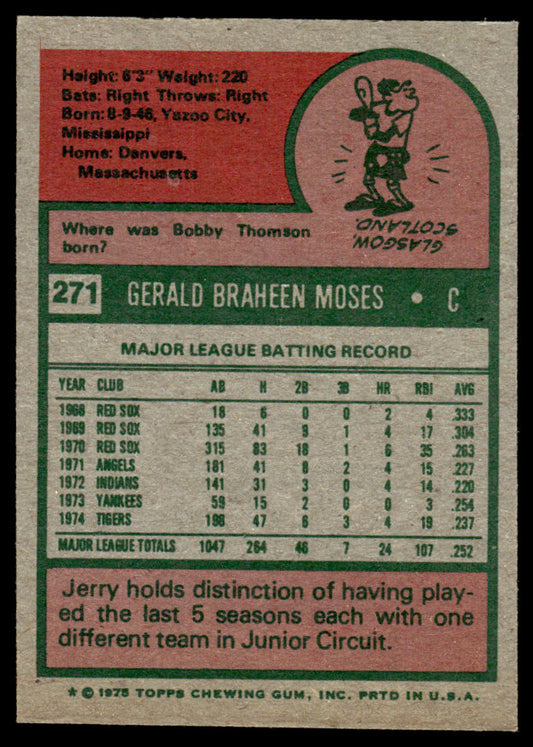 Height: 6'3" Weight: 220
Bats: Right Throws: Right
Born: 8-9-46, Yazoo City,
Mississippi
Home: Danvers,
Massachusetts
Where was Bobby Thomson
born?
GLASGOW,
SCOTLAND.
271 GERALD BRAHEEN MOSES • C
MAJOR LEAGUE BATTING RECORD
YEAR CLUB AB H 2B 3B HR RBI AVG
1968 RED SOX 18 6 0 0 2 4 .333
1969 RED SOX 135 41 9 1 4 17 .304
1970 RED SOX 315 83 18 1 6 35 .263
1971 ANGELS 181 41 8 2 4 15 .227
1972 INDIANS 141 31 3 0 4 14 .220
1973 YANKEES 59 15 2 0 0 3 .254
1974 TIGERS 198 47 6 3 4 19 .237
MAJOR LEAGUE TOTALS 1047 264 46 7 24 107 .252
Jerry holds distinction of having play-
ed the last 5 seasons each with one
different team in Junior Circuit.
* © 1975 TOPPS CHEWING GUM, INC. PRTD IN U.S.A.